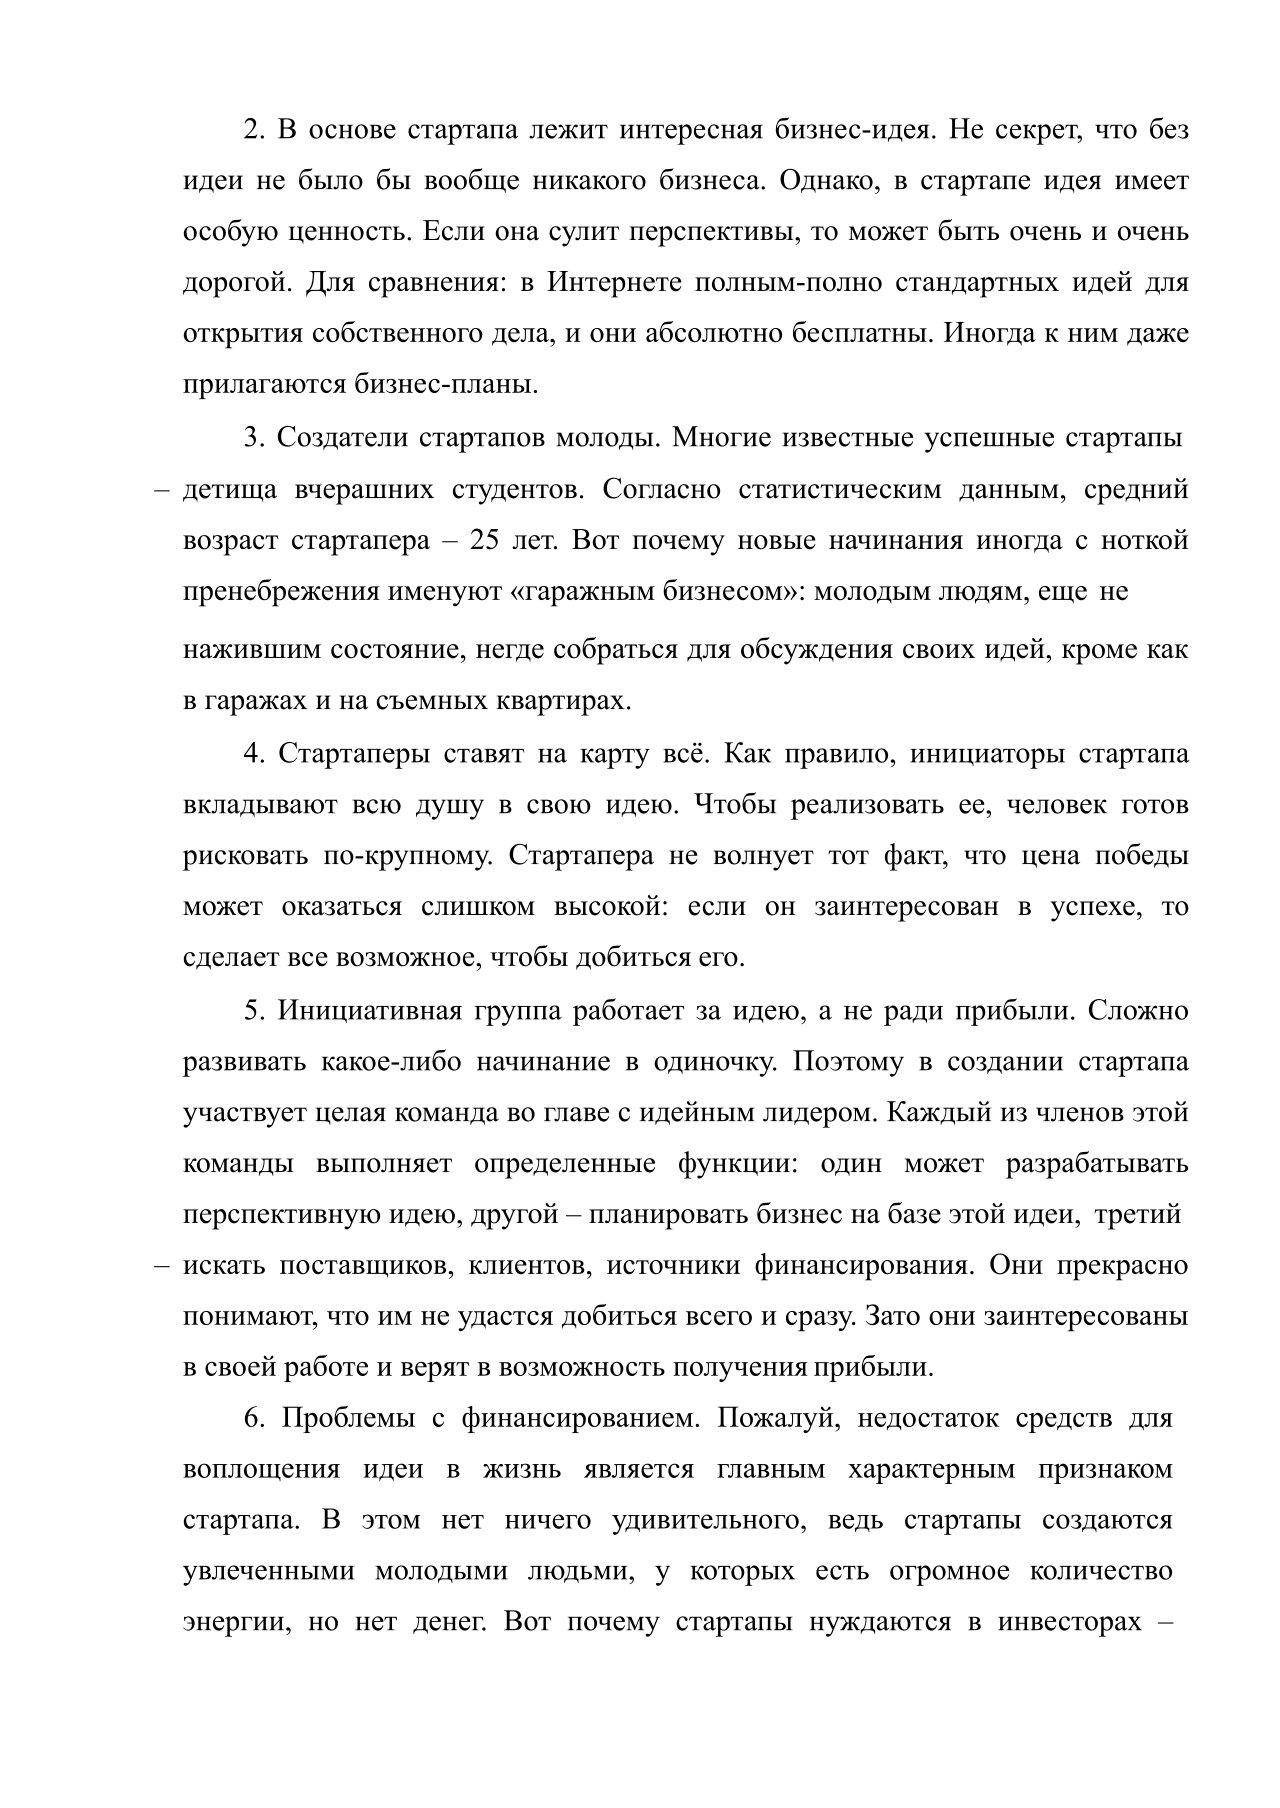 2. В основе стартапа лежит интересная бизнес-идея. Не секрет, что без
идеи не было бы вообще никакого бизнеса. Однако, в стартапе идея имеет
особую ценность. Если она сулит перспективы, то может быть очень и очень
дорогой. Для сравнения: в Интернете полным-полно стандартных идей для
открытия собственного дела, и они абсолютно бесплатны. Иногда к ним даже
прилагаются бизнес-планы.
3. Создатели стартапов молоды. Многие известные успешные стартапы
– детища вчерашних студентов. Согласно статистическим данным, средний
возраст стартапера – 25 лет. Вот почему новые начинания иногда с ноткой
пренебрежения именуют «гаражным бизнесом»: молодым людям, еще не
нажившим состояние, негде собраться для обсуждения своих идей, кроме как
в гаражах и на съемных квартирах.
4. Стартаперы ставят на карту всё. Как правило, инициаторы стартапа
вкладывают всю душу в свою идею. Чтобы реализовать ее, человек готов
рисковать по-крупному. Стартапера не волнует тот факт, что цена победы
может оказаться слишком высокой: если он заинтересован в успехе, то
сделает все возможное, чтобы добиться его.
5. Инициативная группа работает за идею, а не ради прибыли. Сложно
развивать какое-либо начинание в одиночку. Поэтому в создании стартапа
участвует целая команда во главе с идейным лидером. Каждый из членов этой
команды выполняет определенные функции: один может разрабатывать
перспективную идею, другой – планировать бизнес на базе этой идеи, третий
– искать поставщиков, клиентов, источники финансирования. Они прекрасно
понимают, что им не удастся добиться всего и сразу. Зато они заинтересованы
в своей работе и верят в возможность получения прибыли.
6. Проблемы с финансированием. Пожалуй, недостаток средств для
воплощения идеи в жизнь является главным характерным признаком
стартапа. В этом нет ничего удивительного, ведь стартапы создаются
увлеченными молодыми людьми, у которых есть огромное количество
энергии, но нет денег. Вот почему стартапы нуждаются в инвесторах –